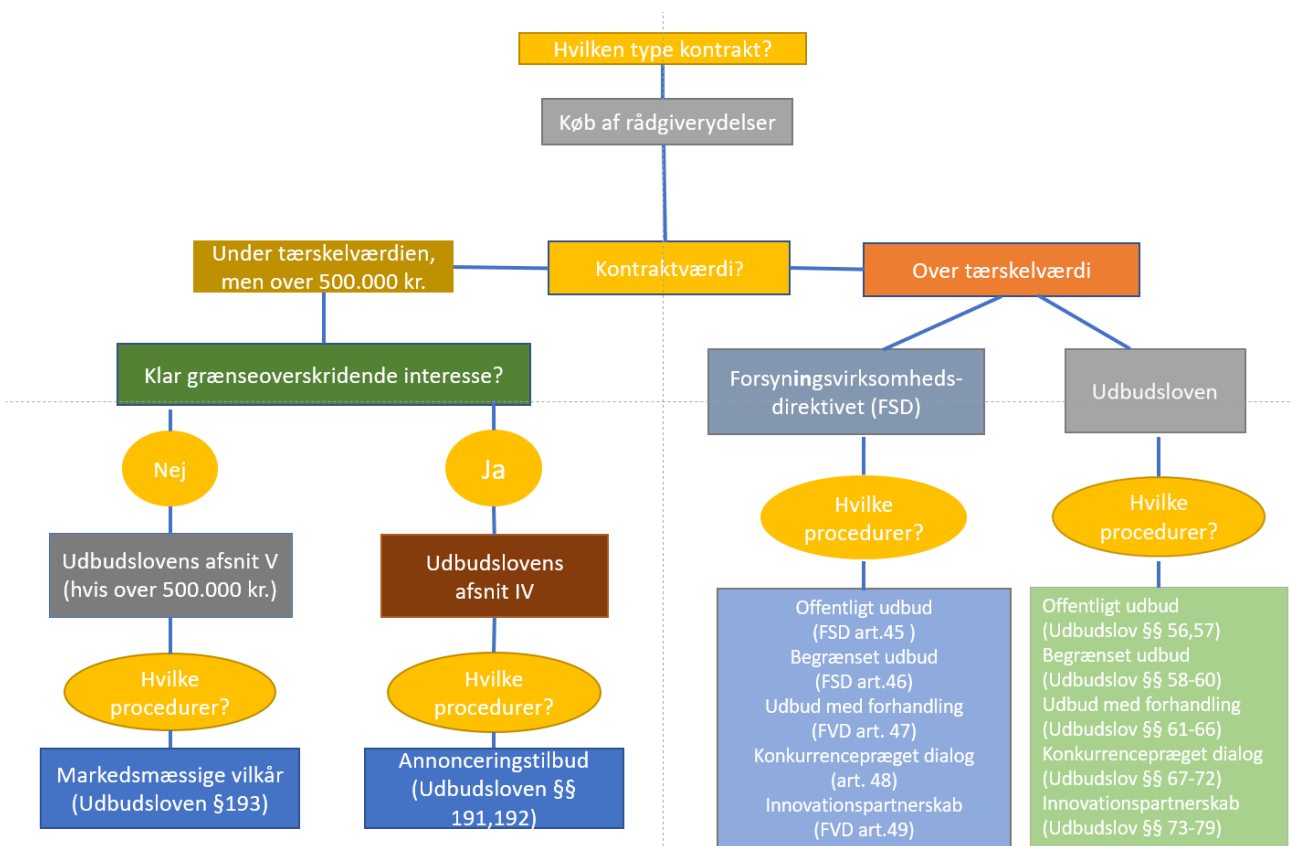 Hvilken type kontrakt?
Køb af rådgiverydelser
Under tærskelværdien,
men over 500.000 kr.
Kontraktværdi?
Over tærskelværdi
Klar grænseoverskridende interesse?
Forsyningsvirksomheds-
direktivet (FSD)
Udbudsloven
Nej
Ja
Hvilke
procedurer?
Hvilke
procedurer?
Udbudslovens afsnit V
(hvis over 500.000 kr.)
Udbudslovens
afsnit IV
Hvilke
procedurer?
Hvilke
procedurer?
Markedsmæssige vilkår
(Udbudsloven §193)
Annonceringstilbud
(Udbudsloven §§
191,192)
Offentligt udbud
(FSD art.45 )
Begrænset udbud
(FSD art.46)
Udbud med forhandling
(FVD art. 47)
Konkurrencepræget dialog
(art. 48)
Innovationspartnerskab
(FVD art.49)
Offentligt udbud
(Udbudslov §§ 56,57)
Begrænset udbud
(Udbudslov §§ 58-60)
Udbud med forhandling
(Udbudslov §§ 61-66)
Konkurrencepræget dialog
(Udbudslov §§ 67-72)
Innovationspartnerskab
(Udbudslov §§ 73-79)